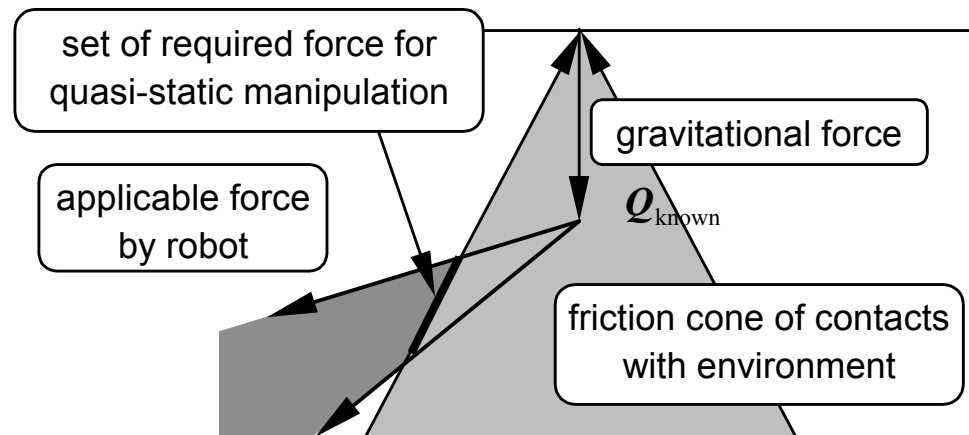 set of required force for
quasi-static manipulation
gravitational force
applicable force
by robot
Qknown
friction cone of contacts
with environment